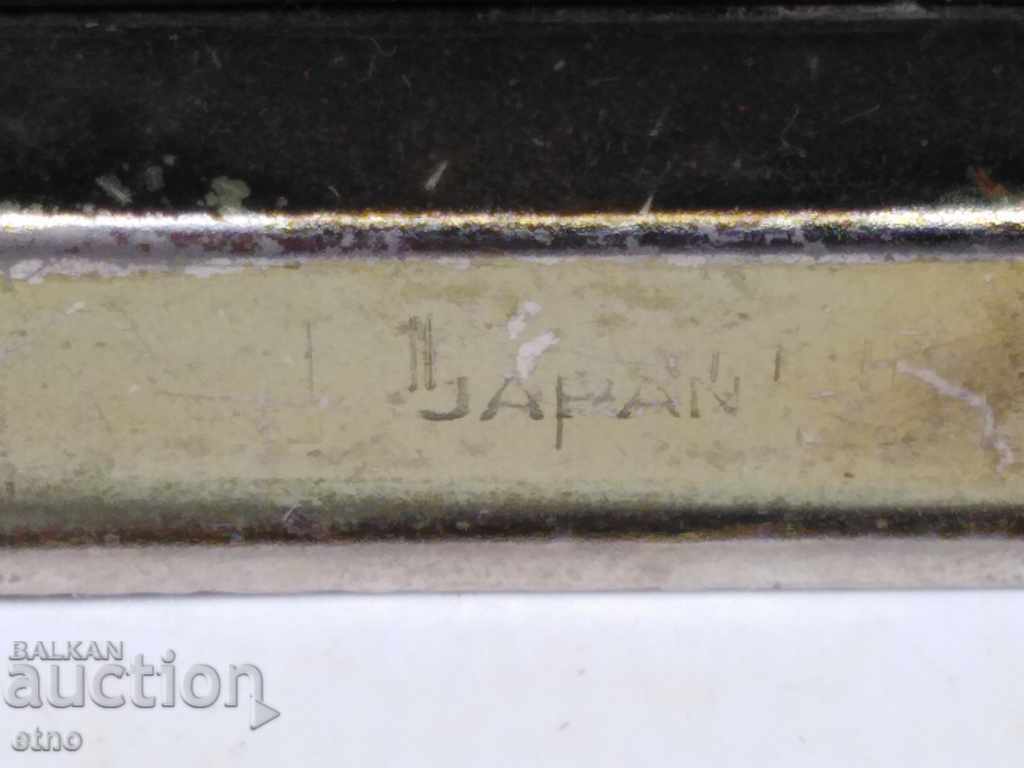 JAPAN
BALKAN
auction
etno